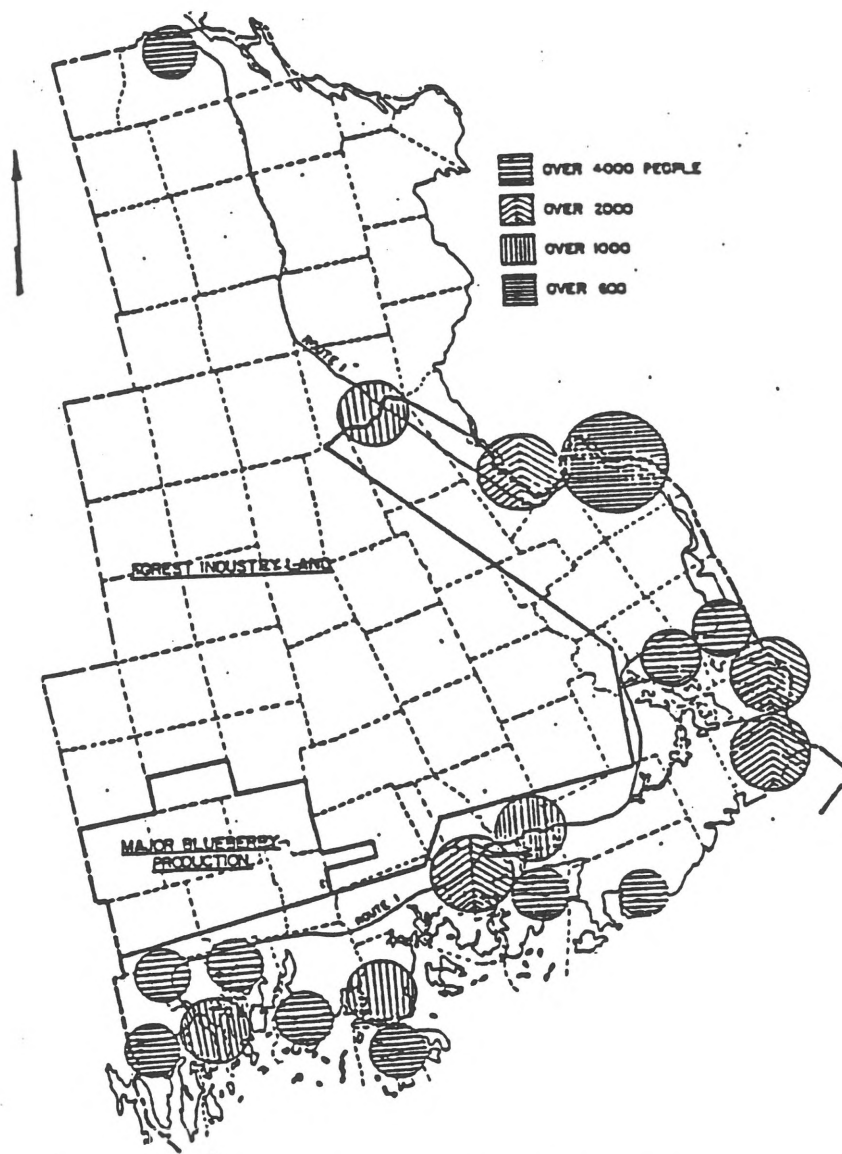 OVER 4000 PEOPLE
OVER 2000
OVER 1000
OVER 600
ROUTE 1
FOREST INDUSTRY LAND
MAJOR BLUEBERRY
PRODUCTION
ROUTE 1